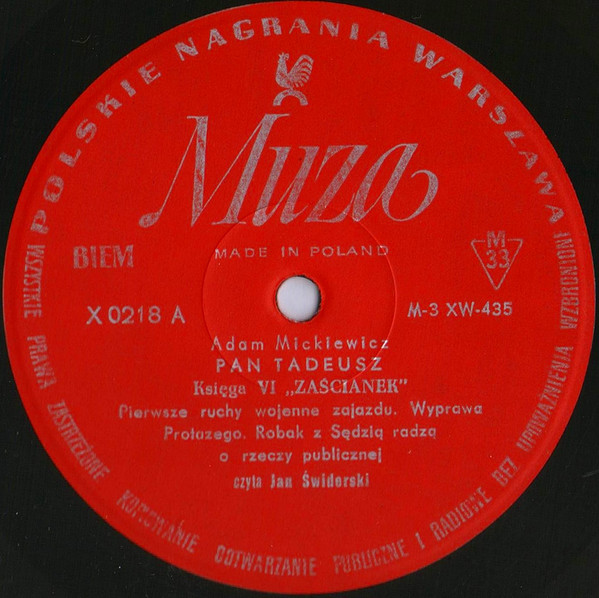 POLSKIE NAGRANIA WARSZAWA
Muza
BIEM
MADE IN POLAND
M
33
X 0218 A
M-3 XW-435
Adam Mickiewicz
PAN TADEUSZ
Księga VI „ZAŚCIANEK"
Pierwsze ruchy wojenne zajazdu. Wyprawa
Protazego. Robak z Sędzią radzą
o rzeczy publicznej
czyta Jan Świderski
WSZYSTKIE PRAWA ZASTRZEŻONE KOPIOWANIE ODTWARZANIE PUBLICZNE I RADIOWE BEZ UPOWAŻNIENIA WZBRONIONE